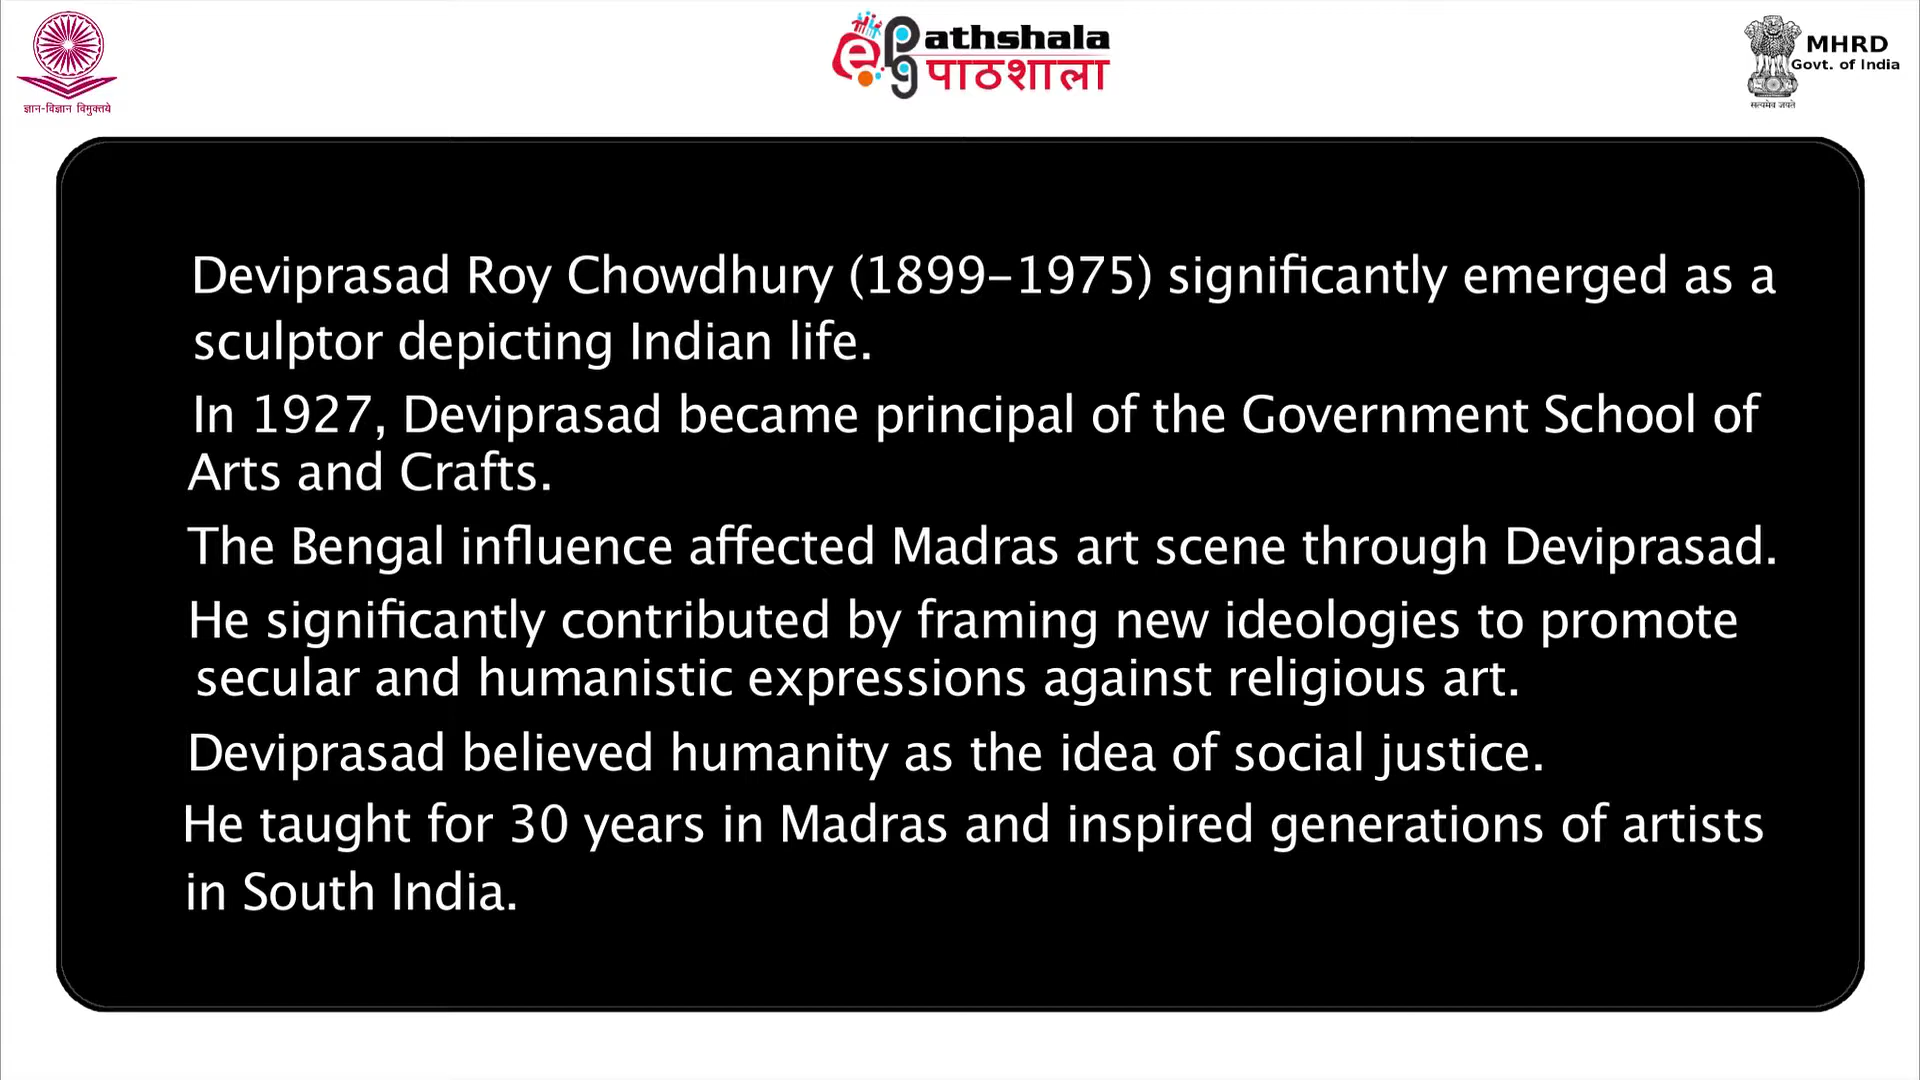 ज्ञान-विज्ञान विमुक्तये
ePathshala
पाठशाला
MHRD
Govt. of India
सत्यमेव जयते
Deviprasad Roy Chowdhury (1899–1975) significantly emerged as a
sculptor depicting Indian life.
In 1927, Deviprasad became principal of the Government School of
Arts and Crafts.
The Bengal influence affected Madras art scene through Deviprasad.
He significantly contributed by framing new ideologies to promote
secular and humanistic expressions against religious art.
Deviprasad believed humanity as the idea of social justice.
He taught for 30 years in Madras and inspired generations of artists
in South India.